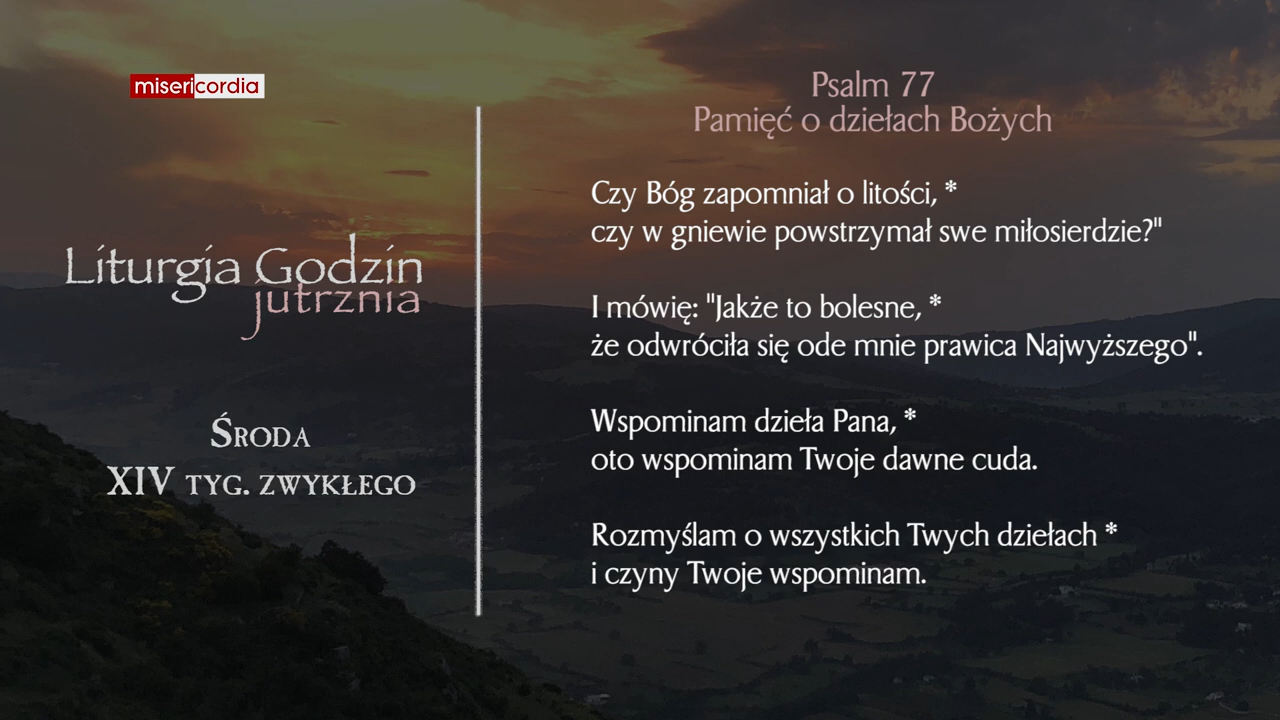 misericordia
Liturgia Godzin
jutrznia
Środa
XIV tyg. zwykłego
Psalm 77
Pamięć o dziełach Bożych
Czy Bóg zapomniał o litości, *
czy w gniewie powstrzymał swe miłosierdzie?"
I mówię: "Jakże to bolesne, *
że odwróciła się ode mnie prawica Najwyższego".
Wspominam dzieła Pana, *
oto wspominam Twoje dawne cuda.
Rozmyślam o wszystkich Twych dziełach *
i czyny Twoje wspominam.